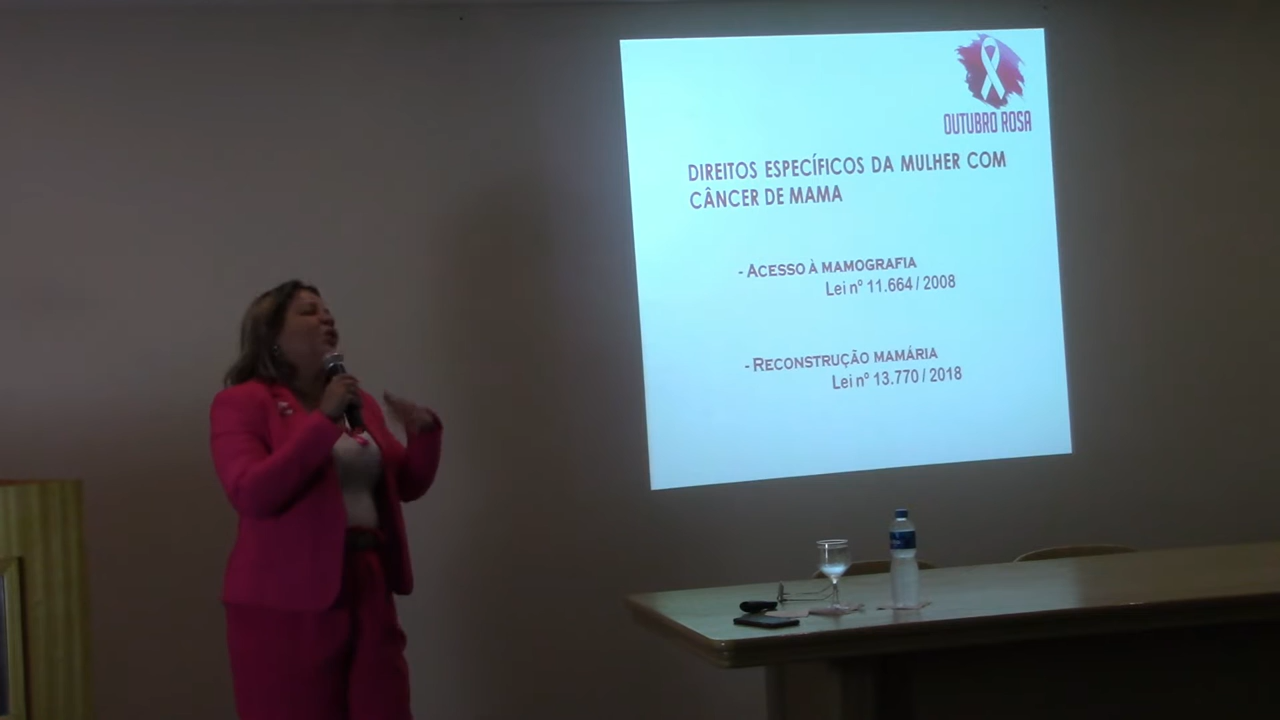 OUTUBRO ROSA
DIREITOS ESPECÍFICOS DA MULHER COM
CÂNCER DE MAMA
- ACESSO À MAMOGRAFIA
Lei nº 11.664 / 2008
- RECONSTRUÇÃO MAMÁRIA
Lei nº 13.770 / 2018